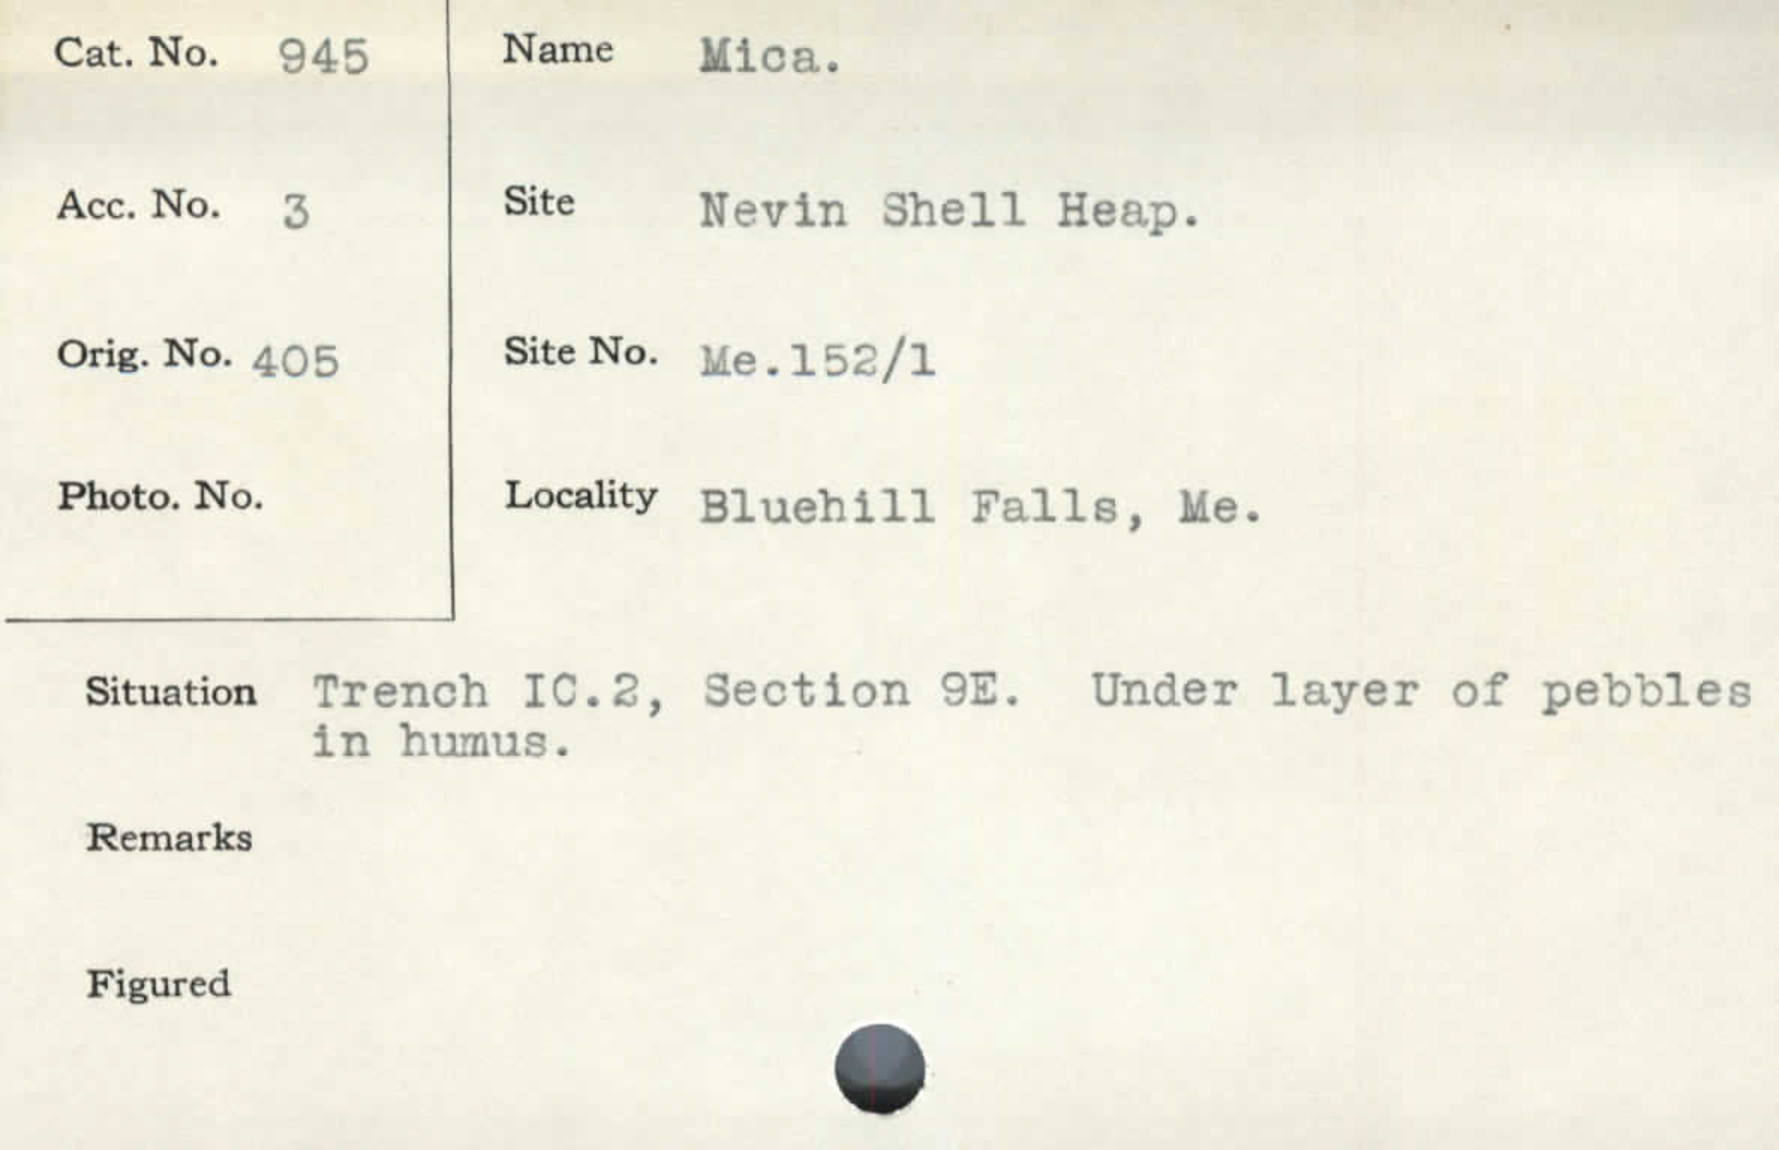 Cat. No. 945
Name Mica.
Acc. No. 3
Site Nevin Shell Heap.
Orig. No. 405
Site No. Me.152/1
Photo. No.
Locality Bluehill Falls, Me.
Situation Trench IC.2, Section 9E. Under layer of pebbles
in humus.
Remarks
Figured